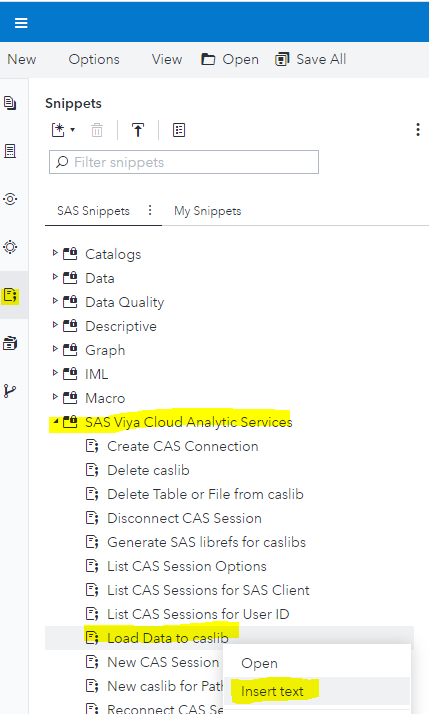 New Options View Open Save All
Snippets
Filter snippets
SAS Snippets My Snippets
Catalogs
Data
Data Quality
Descriptive
Graph
IML
Macro
SAS Viya Cloud Analytic Services
Create CAS Connection
Delete caslib
Delete Table or File from caslib
Disconnect CAS Session
Generate SAS librefs for caslibs
List CAS Session Options
List CAS Sessions for SAS Client
List CAS Sessions for User ID
Load Data to caslib
New CAS Session
Open
New caslib for Path
Insert text
Reconnect CAS Se